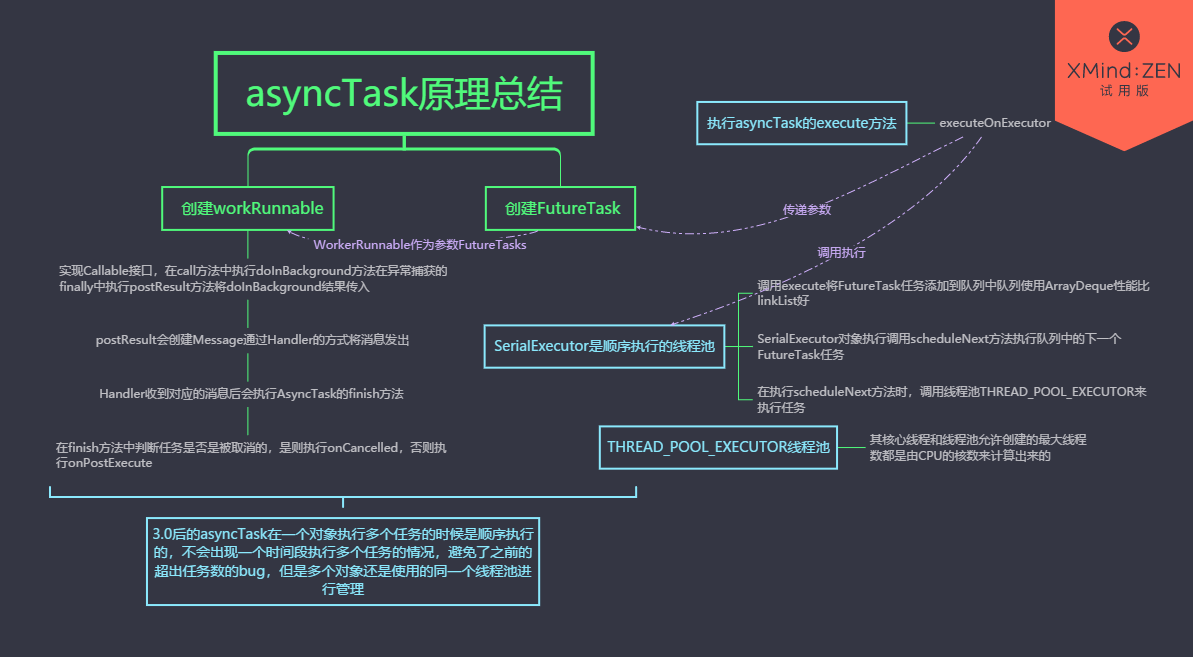 asyncTask原理总结
XMind:ZEN
试用版
执行asyncTask的execute方法
executeOnExecutor
创建workRunnable
创建FutureTask
传递参数
WorkerRunnable作为参数FutureTasks
调用执行
实现Callable接口，在call方法中执行doInBackground方法在异常捕获的
finally中执行postResult方法将doInBackground结果传入
postResult会创建Message通过Handler的方式将消息发出
Handler收到对应的消息后会执行AsyncTask的finish方法
在finish方法中判断任务是否是被取消的，是则执行onCancelled，否则执
行onPostExecute
调用execute将FutureTask任务添加到队列中队列使用ArrayDeque性能比
linkList好
SerialExecutor是顺序执行的线程池
SerialExecutor对象执行调用scheduleNext方法执行队列中的下一个
FutureTask任务
在执行scheduleNext方法时，调用线程池THREAD_POOL_EXECUTOR来
执行任务
THREAD_POOL_EXECUTOR线程池
其核心线程和线程池允许创建的最大线程
数都是由CPU的核数来计算出来的
3.0后的asyncTask在一个对象执行多个任务的时候是顺序执行
的，不会出现一个时间段执行多个任务的情况，避免了之前的
超出任务数的bug，但是多个对象还是使用的同一个线程池进
行管理